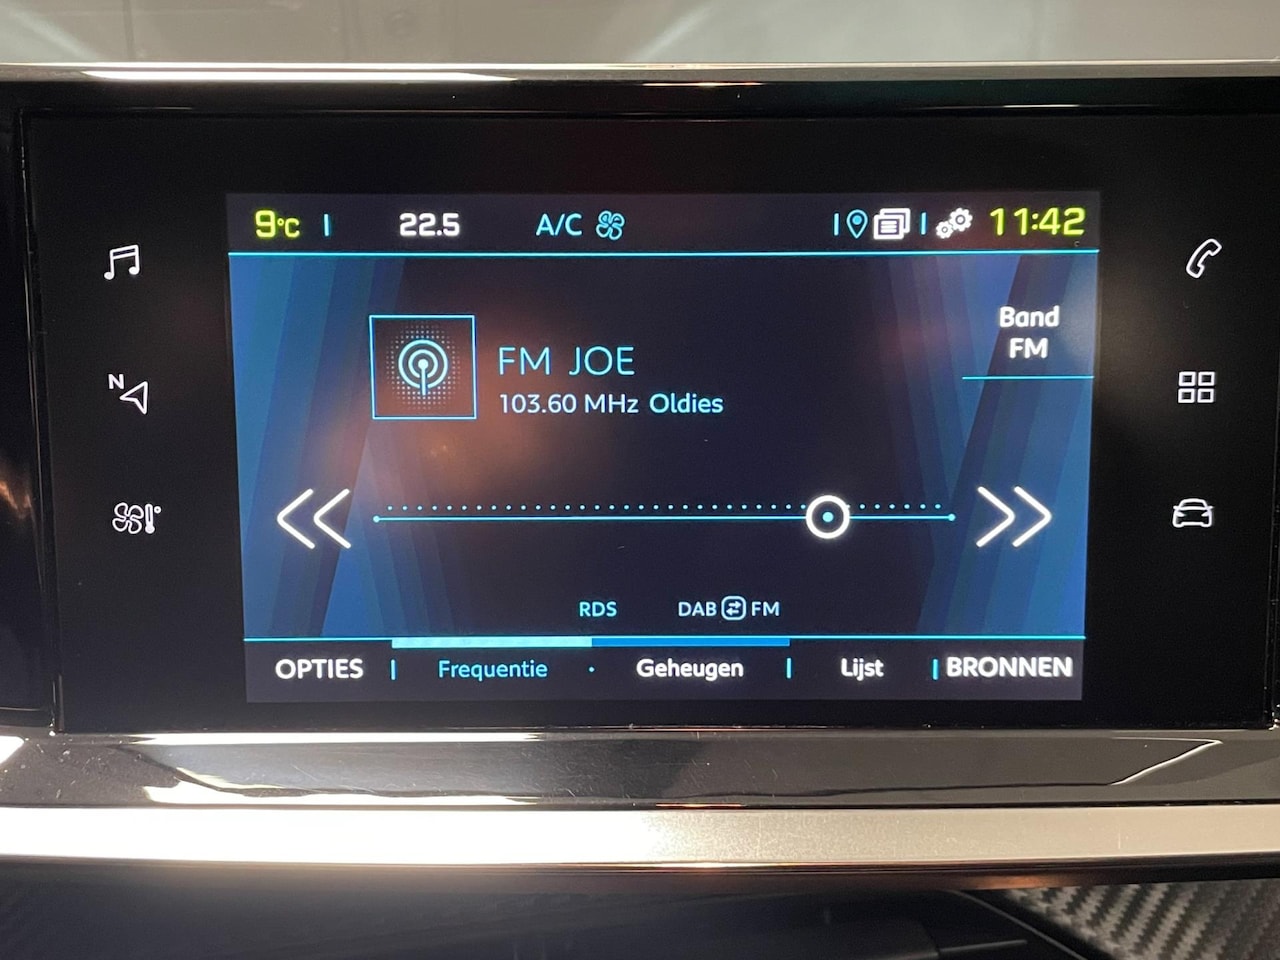 9°C 22.5 A/C 11:42
Band
FM
FM JOE
103.60 MHz Oldies
N
RDS DAB FM
OPTIES Frequentie Geheugen Lijst BRONNEN